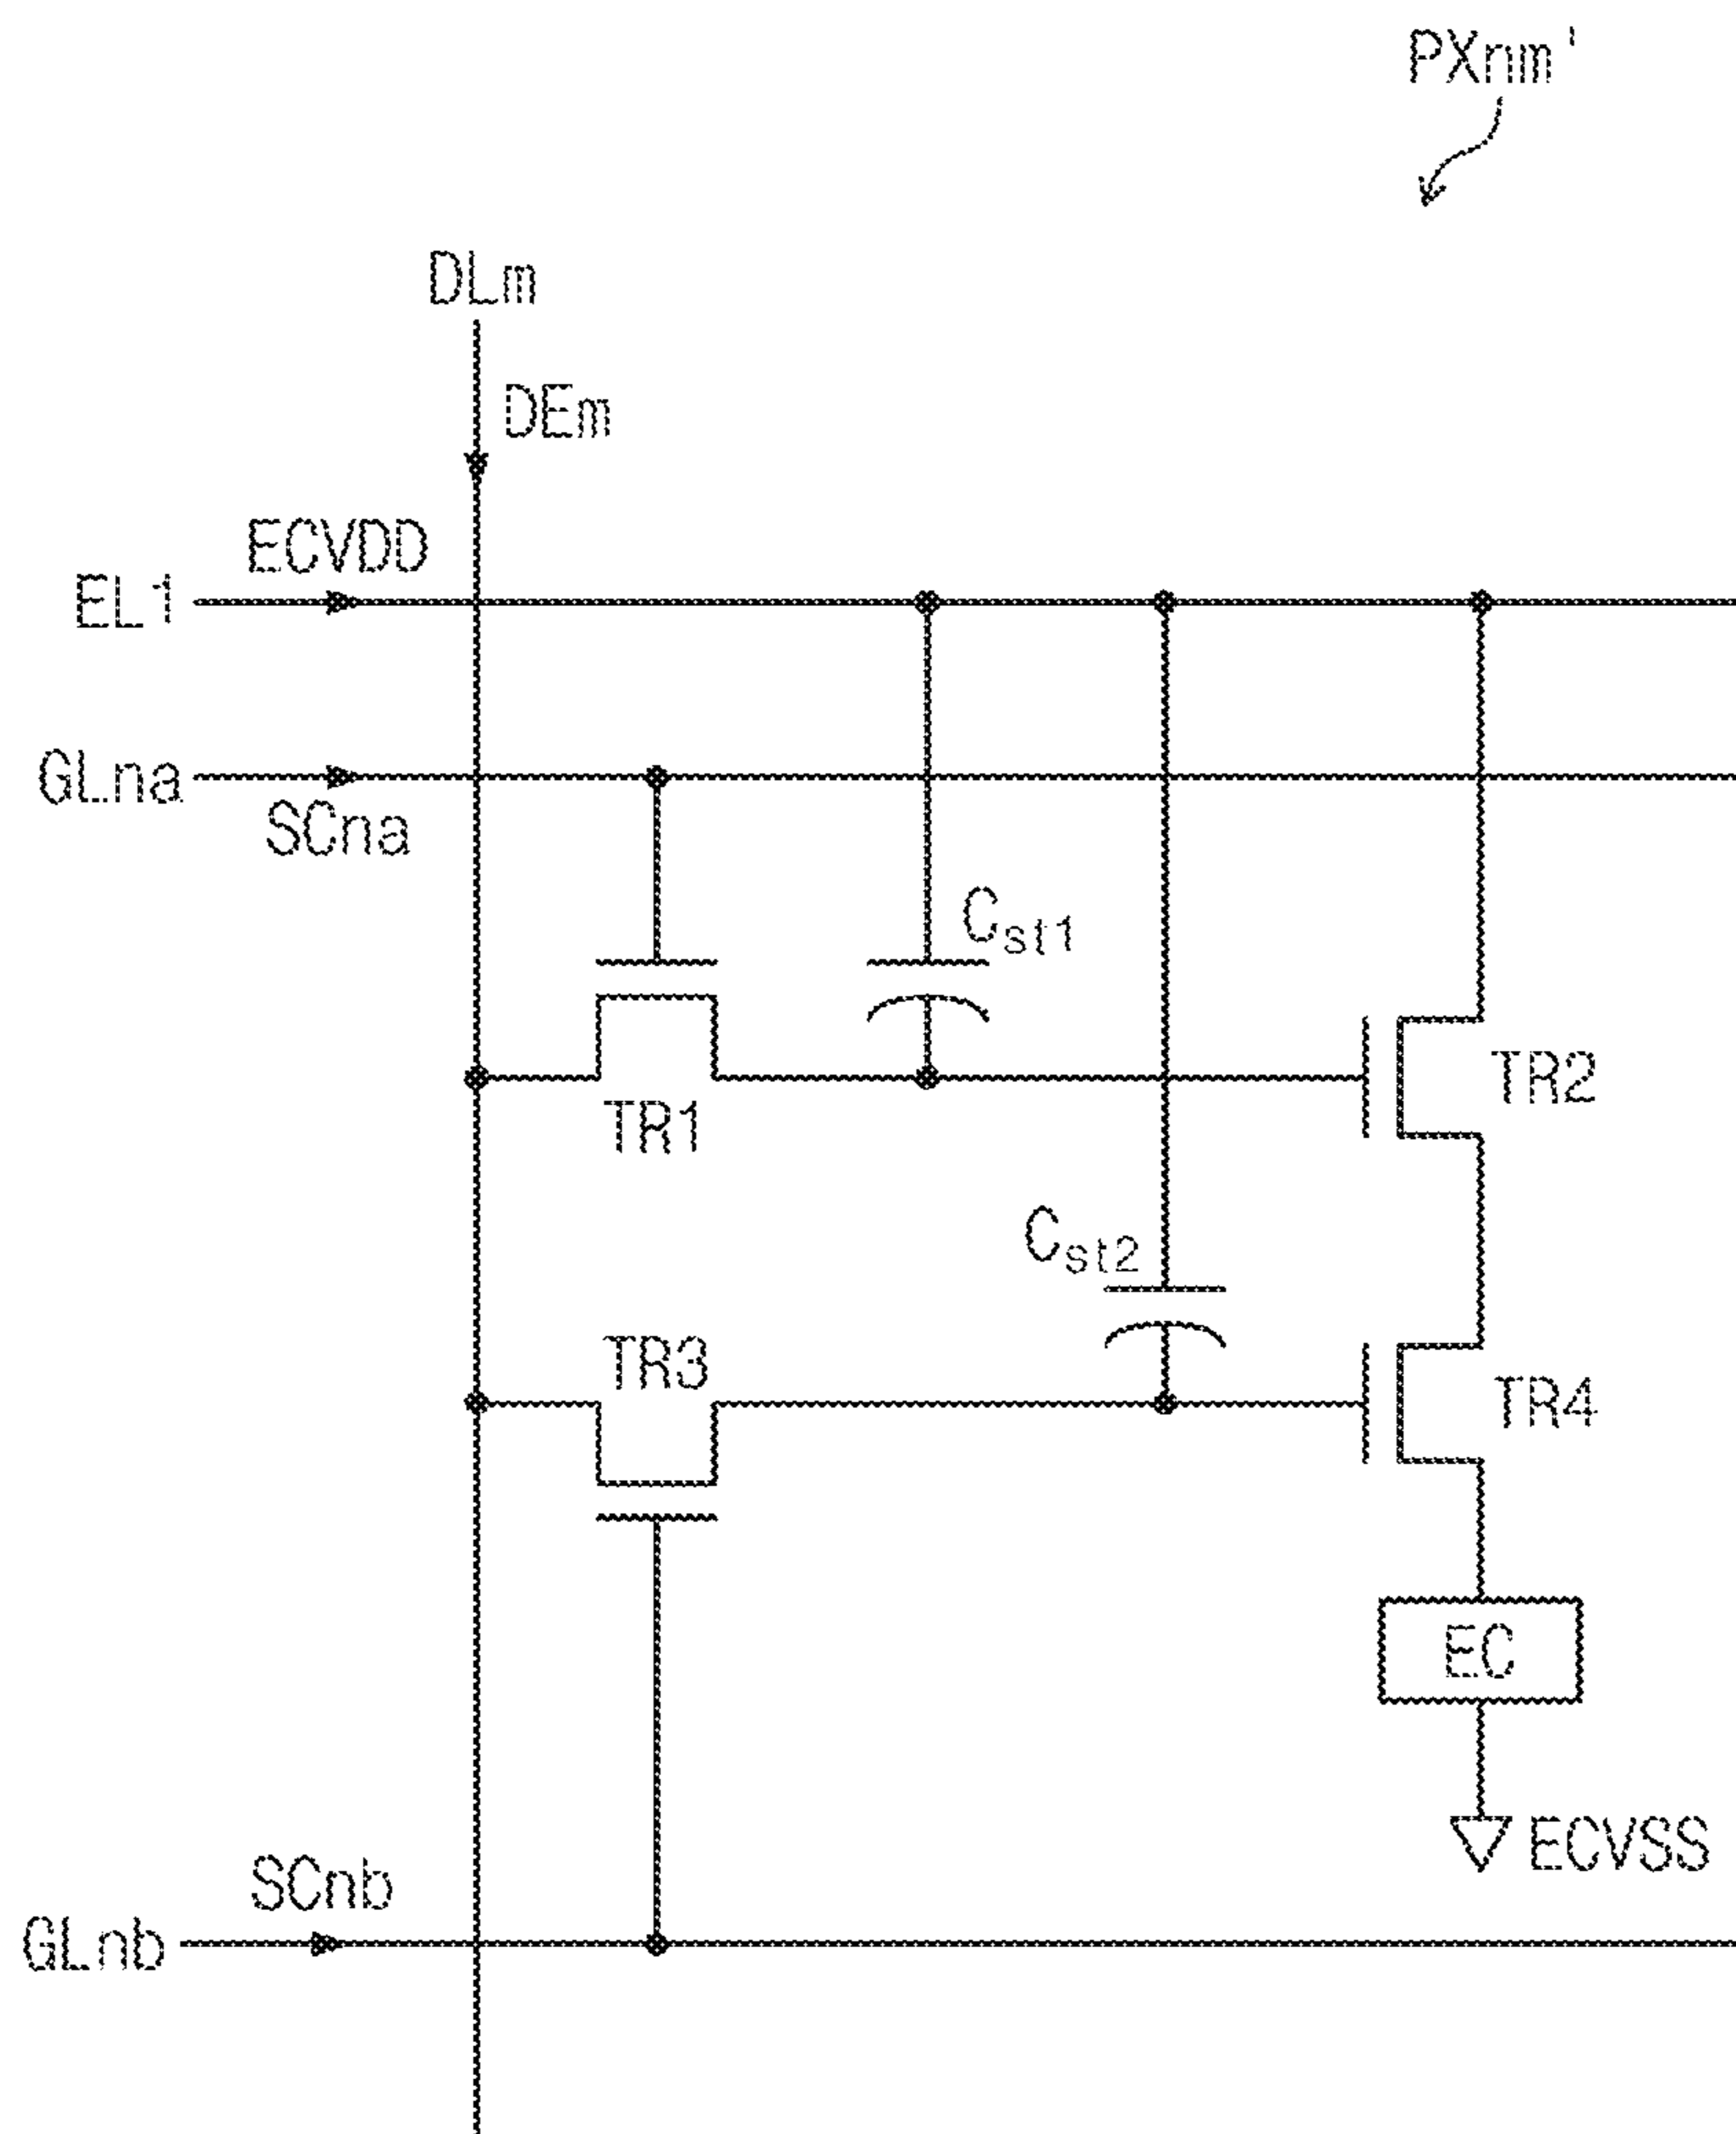 PXnm'
DLm
DEm
ECVDD
EL1
GLna
SCna
Cst1
TR1
TR2
Cst2
TR3
TR4
EC
ECVSS
SCnb
GLnb